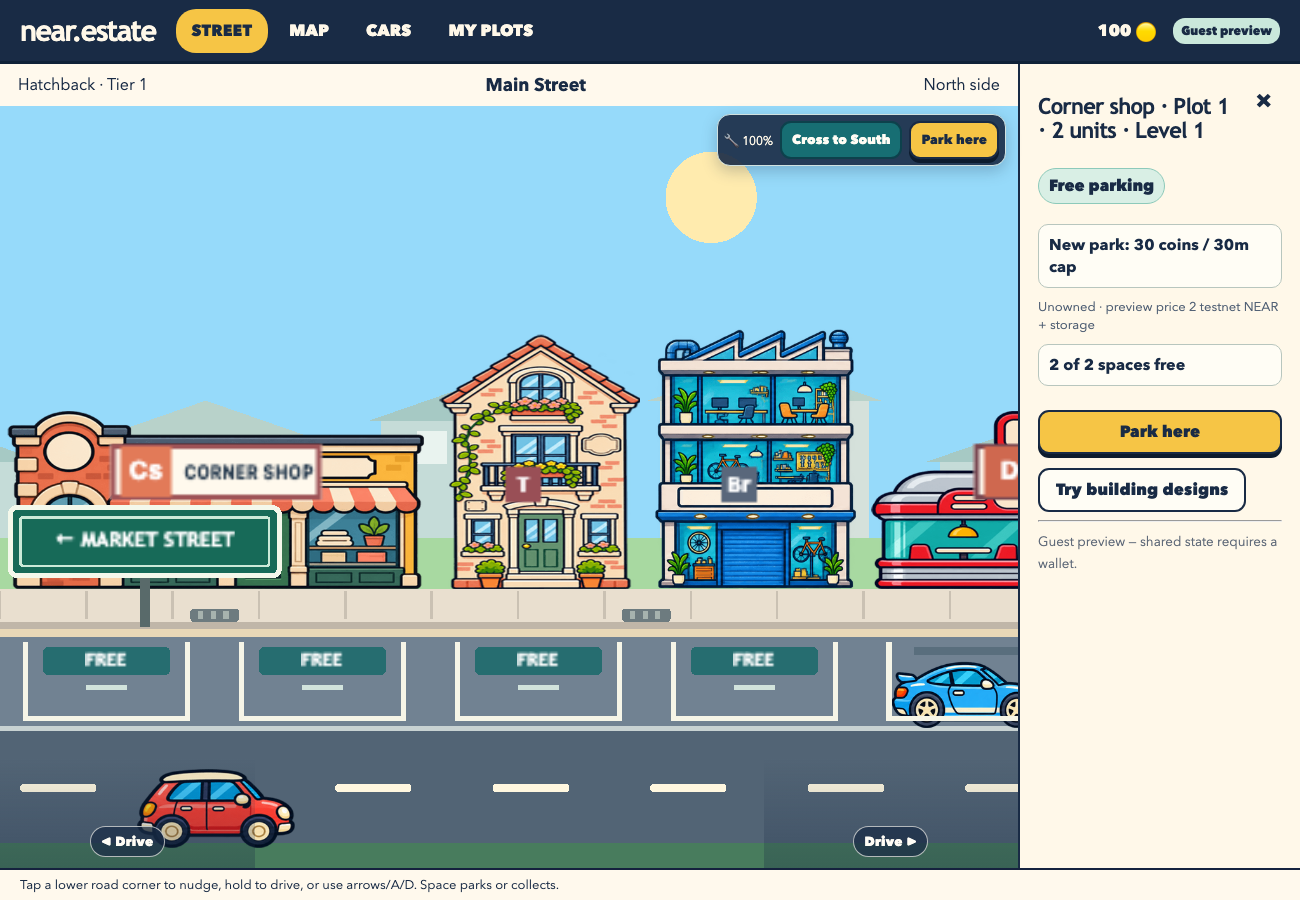 near.estate
STREET
MAP
CARS
MY PLOTS
100
Guest preview
Hatchback · Tier 1
Main Street
North side
100%
Cross to South
Park here
Cs
CORNER SHOP
← MARKET STREET
T
Br
D
FREE
FREE
FREE
FREE
◄ Drive
Drive ►
Corner shop · Plot 1
· 2 units · Level 1
✖
Free parking
New park: 30 coins / 30m
cap
Unowned · preview price 2 testnet NEAR
+ storage
2 of 2 spaces free
Park here
Try building designs
Guest preview – shared state requires a
wallet.
Tap a lower road corner to nudge, hold to drive, or use arrows/A/D. Space parks or collects.